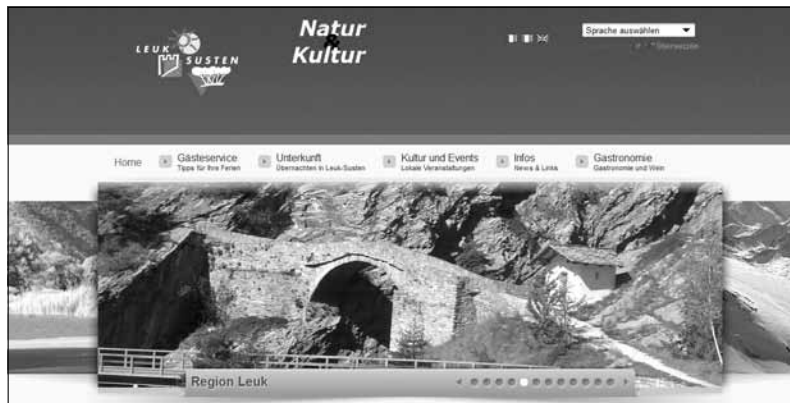 LEUK
SUSTEN
Natur
&
Kultur
Sprache auswählen
Home
Gästeservice
Tipps für Ihre Ferien
Unterkunft
Übernachten in Leuk-Susten
Kultur und Events
Lokale Veranstaltungen
Infos
News & Links
Gastronomie
Gastronomie und Wein
Region Leuk